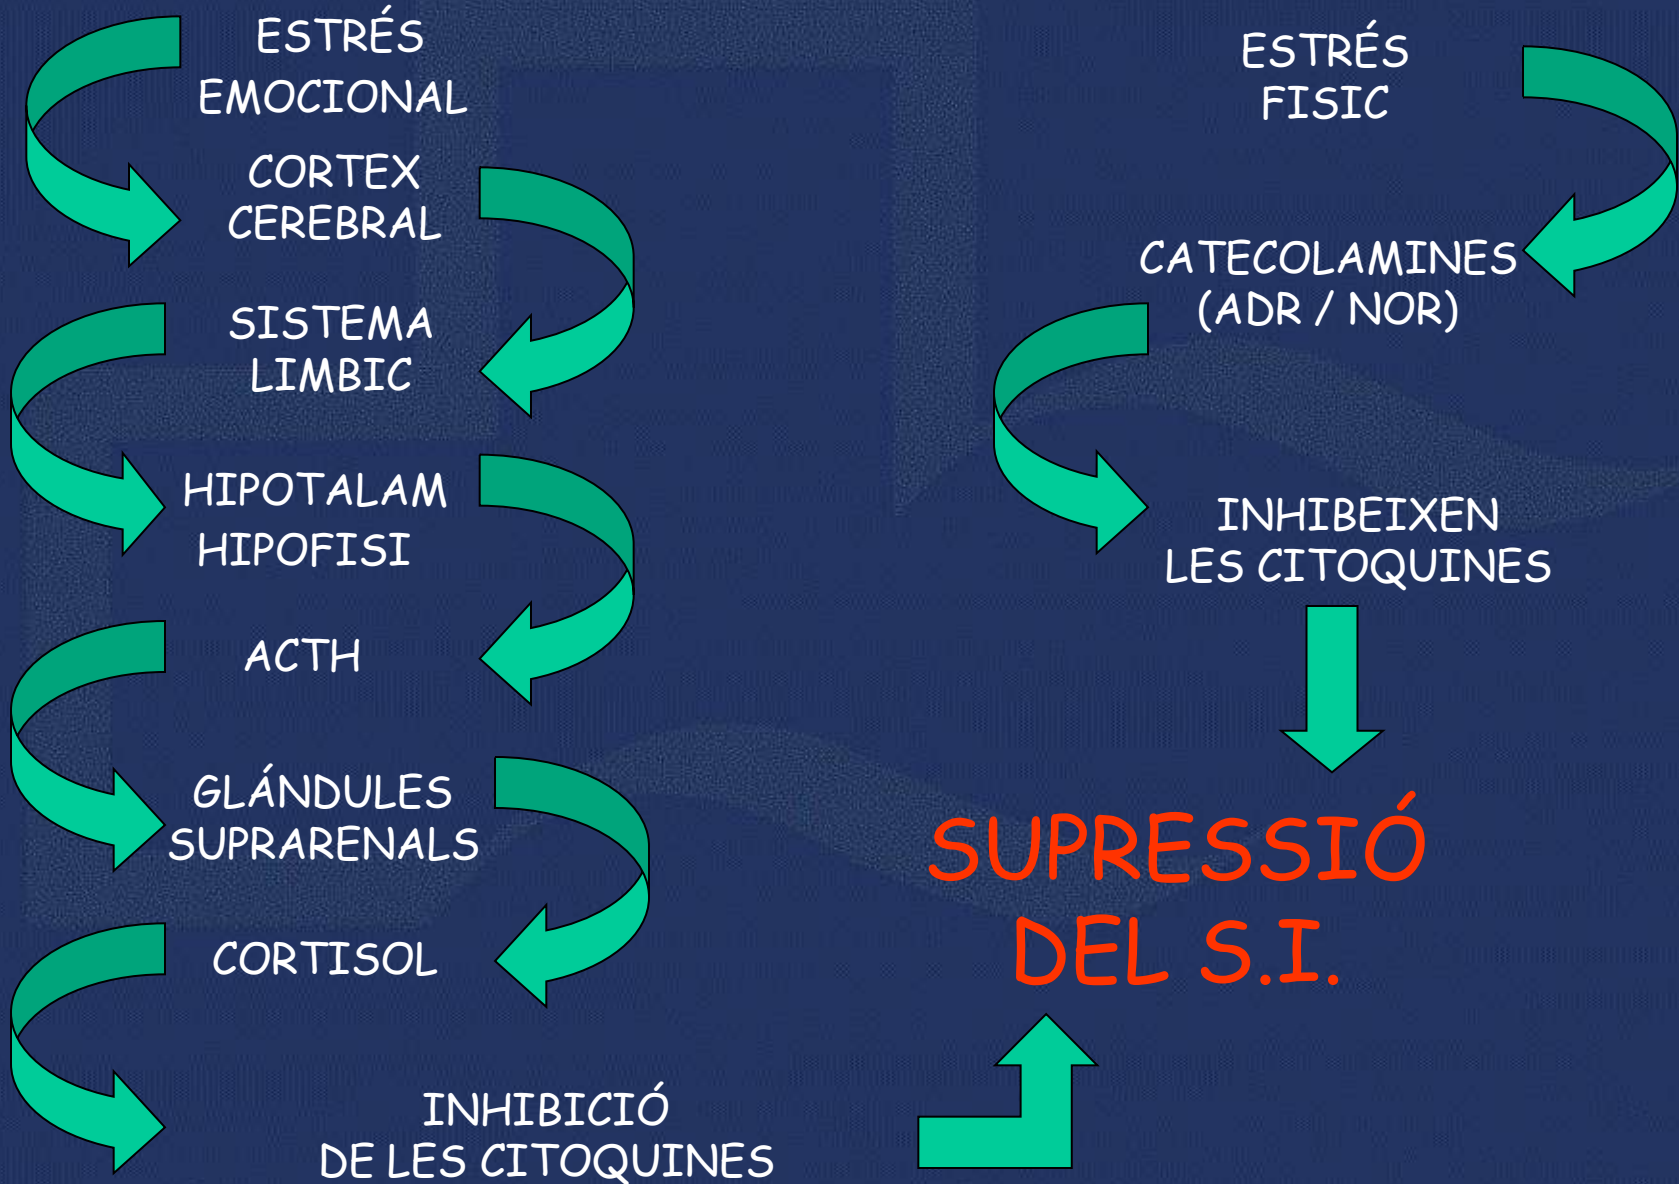 ESTRÉS
EMOCIONAL
CORTEX
CEREBRAL
SISTEMA
LIMBIC
HIPOTALAM
HIPOFISI
ACTH
GLÁNDULES
SUPRARENALS
CORTISOL
INHIBICIÓ
DE LES CITOQUINES
ESTRÉS
FISIC
CATECOLAMINES
(ADR / NOR)
INHIBEIXEN
LES CITOQUINES
SUPRESSIÓ
DEL S.I.